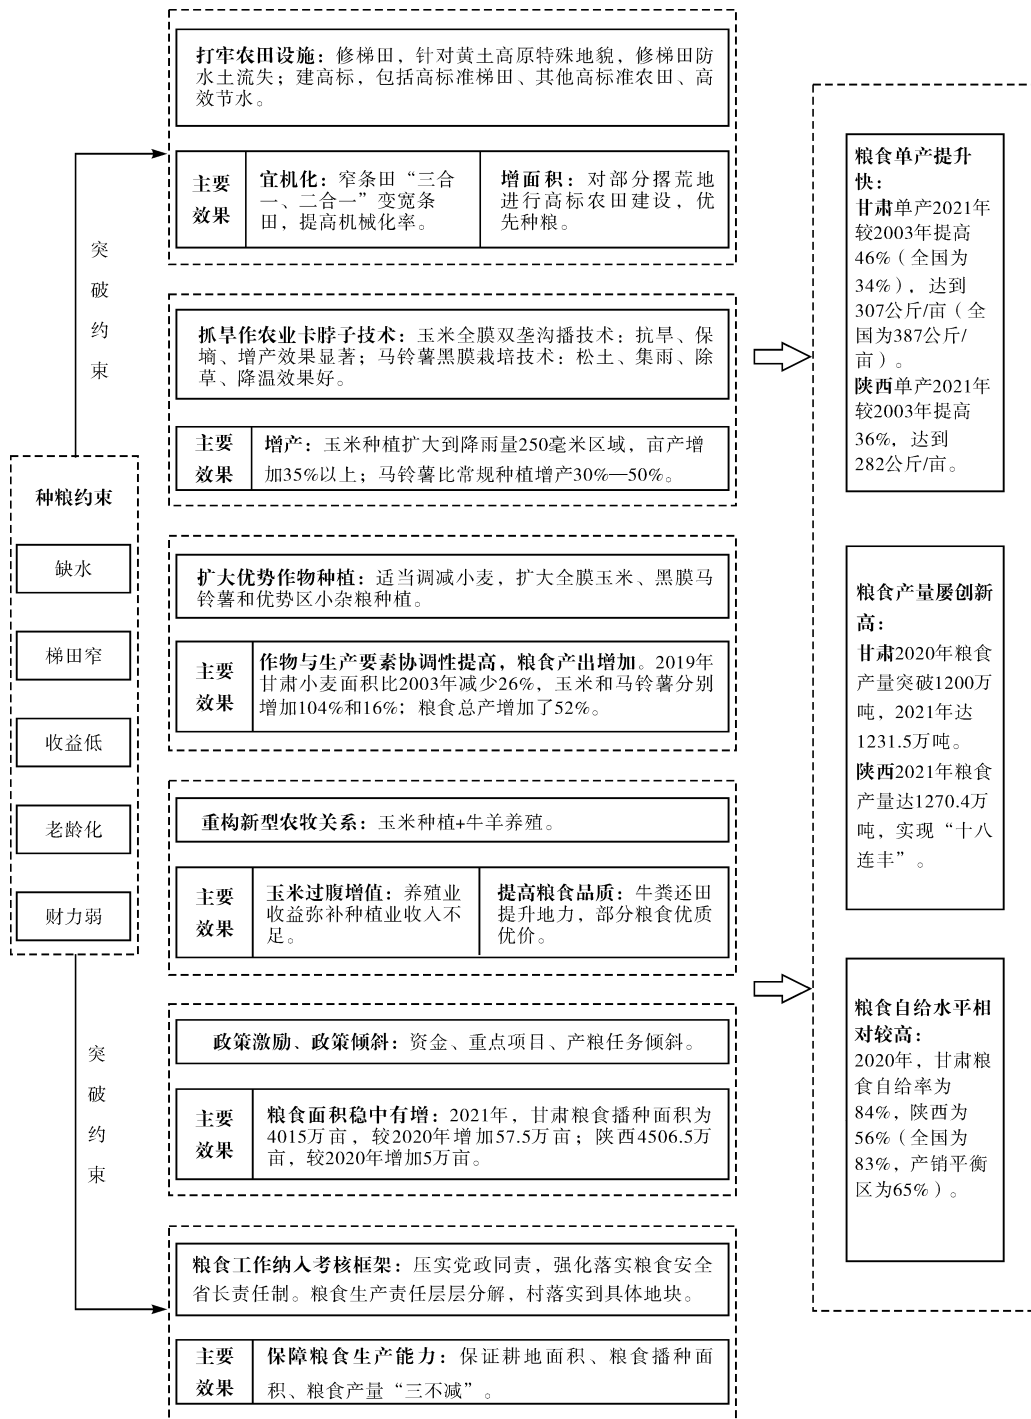 打牢农田设施：修梯田，针对黄土高原特殊地貌，修梯田防
水土流失；建高标，包括高标准梯田、其他高标准农田、高
效节水。
主要
效果
宜机化：窄条田“三合
一、二合一”变宽条
田，提高机械化率。
增面积：对部分撂荒地
进行高标农田建设，优
先种粮。
突
破
约
束
抓旱作农业卡脖子技术：玉米全膜双垄沟播技术：抗旱、保
墒、增产效果显著；马铃薯黑膜栽培技术：松土、集雨、除
草、降温效果好。
主要
效果
增产：玉米种植扩大到降雨量250毫米区域，亩产增
加35%以上；马铃薯比常规种植增产30%—50%。
种粮约束
缺水
梯田窄
收益低
老龄化
财力弱
扩大优势作物种植：适当调减小麦，扩大全膜玉米、黑膜马
铃薯和优势区小杂粮种植。
主要
效果
作物与生产要素协调性提高，粮食产出增加。2019年
甘肃小麦面积比2003年减少26%，玉米和马铃薯分别
增加104%和16%；粮食总产增加了52%。
重构新型农牧关系：玉米种植+牛羊养殖。
主要
效果
玉米过腹增值：养殖业
收益弥补种植业收入不
足。
提高粮食品质：牛粪还田
提升地力，部分粮食优质
优价。
突
破
约
束
政策激励、政策倾斜：资金、重点项目、产粮任务倾斜。
主要
效果
粮食面积稳中有增：2021年，甘肃粮食播种面积为
4015万亩，较2020年增加57.5万亩；陕西4506.5万
亩，较2020年增加5万亩。
粮食工作纳入考核框架：压实党政同责，强化落实粮食安全
省长责任制。粮食生产责任层层分解，村落实到具体地块。
主要
效果
保障粮食生产能力：保证耕地面积、粮食播种面
积、粮食产量“三不减”。
粮食单产提升
快：
甘肃单产2021年
较2003年提高
46%（全国为
34%），达到
307公斤/亩（全
国为387公斤/
亩）。
陕西单产2021年
较2003年提高
36%，达到
282公斤/亩。
粮食产量屡创新
高：
甘肃2020年粮食
产量突破1200万
吨，2021年达
1231.5万吨。
陕西2021年粮食
产量达1270.4万
吨，实现“十八
连丰”。
粮食自给水平相
对较高：
2020年，甘肃粮
食自给率为
84%，陕西为
56%（全国为
83%，产销平衡
区为65%）。